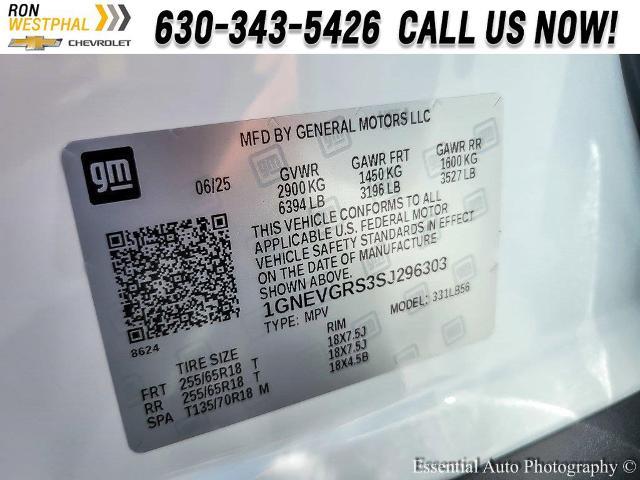 RON
WESTPHAL
CHEVROLET
630-343-5426 CALL US NOW!
MFD BY GENERAL MOTORS LLC
gm
06/25
GVWR
2900 KG
6394 LB
GAWR FRT
1450 KG
3196 LB
GAWR RR
1600 KG
3527 LB
THIS VEHICLE CONFORMS TO ALL
APPLICABLE U.S. FEDERAL MOTOR
VEHICLE SAFETY STANDARDS IN EFFECT
ON THE DATE OF MANUFACTURE
SHOWN ABOVE.
1GNEVGRS3SJ296303
TYPE: MPV
MODEL: 331LB56
8624
TIRE SIZE
RIM
FRT 255/65R18 T 18X7.5J
RR 255/65R18 T 18X7.5J
SPA T135/70R18 M 18X4.5B
Essential Auto Photography (C)